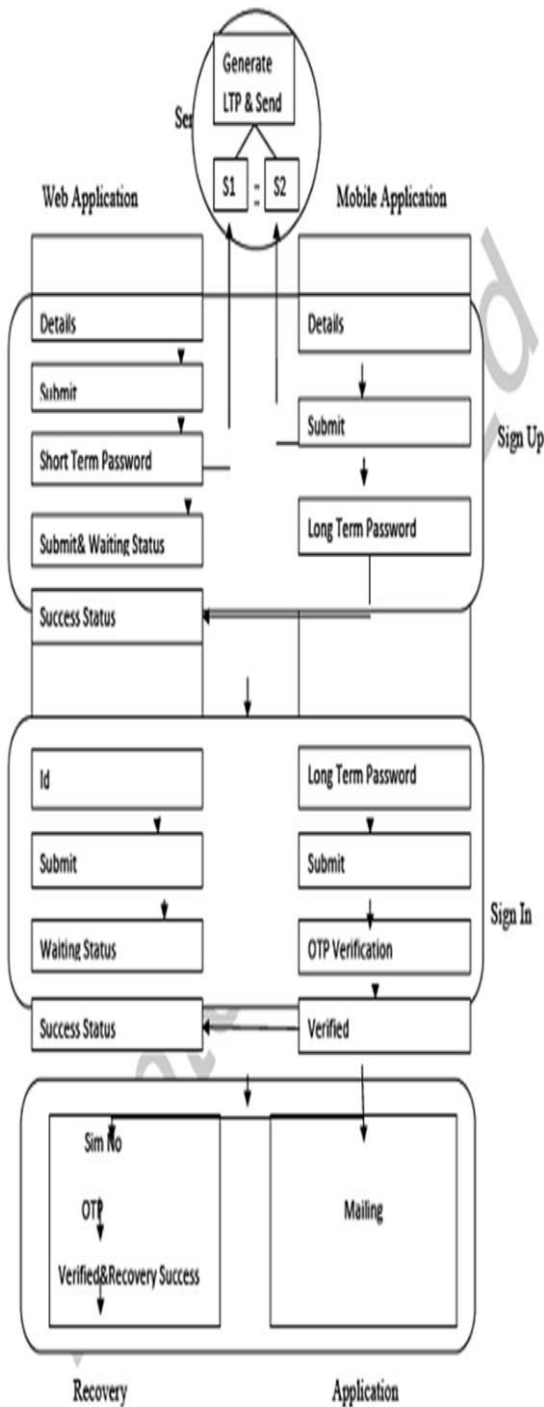 Generate
LTP & Send
S1 = S2
Web Application
Mobile Application
Details
Submit
Short Term Password
Submit& Waiting Status
Success Status
Details
Submit
Long Term Password
Sign Up
Id
Submit
Waiting Status
Success Status
Long Term Password
Submit
OTP Verification
Verified
Sign In
Sim No
OTP
Verified&Recovery Success
Mailing
Recovery
Application